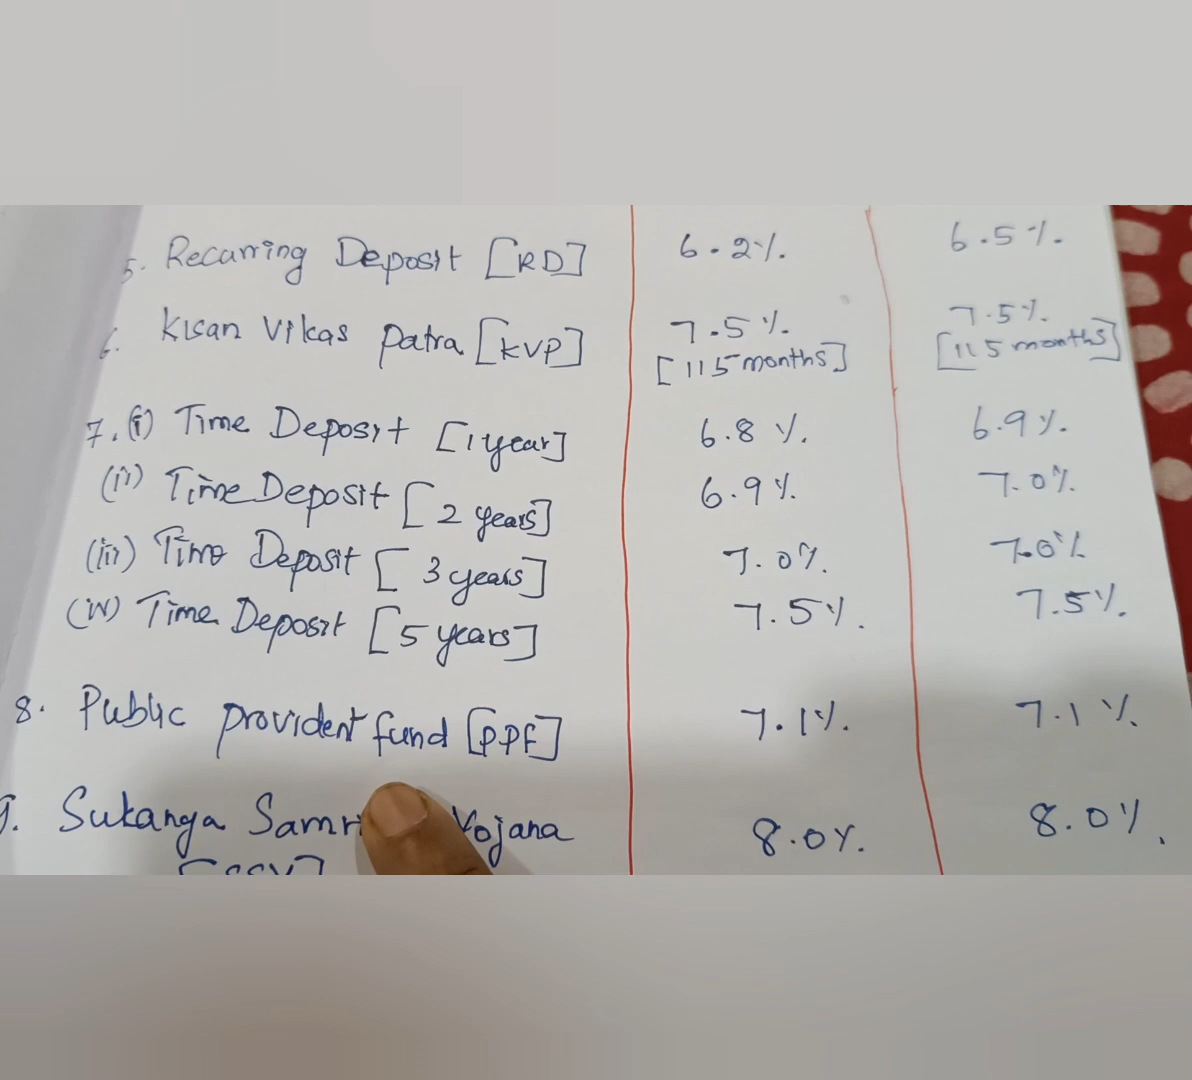 5. Recurring Deposit [RD] 6.2% 6.5%
6. Kisan Vikas Patra [KVP] 7.5% 7.5%
[115 months] [115 months]
7. (i) Time Deposit [1 year] 6.8% 6.9%
(ii) Time Deposit [2 years] 6.9% 7.0%
(iii) Time Deposit [3 years] 7.0% 7.0%
(iv) Time Deposit [5 years] 7.5% 7.5%
8. Public provident fund [PPF] 7.1% 7.1%
9. Sukanya Samri Yojana 8.0% 8.0%